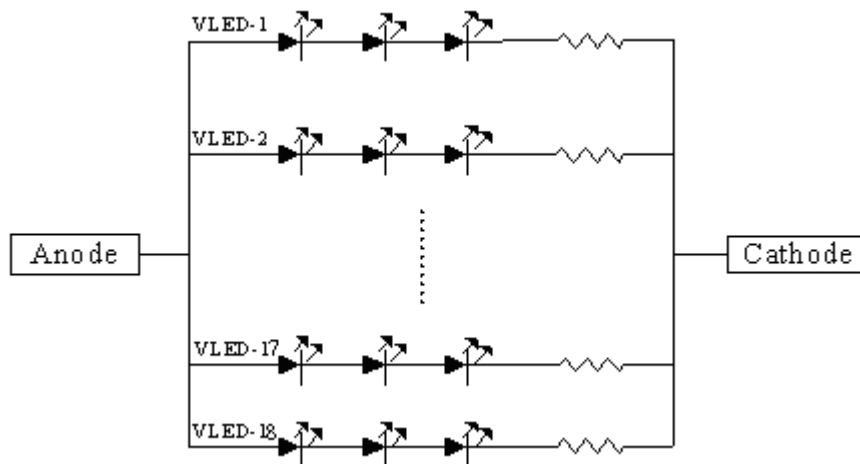 VLED-1
VLED-2
Anode
Cathode
VLED-17
VLED-18